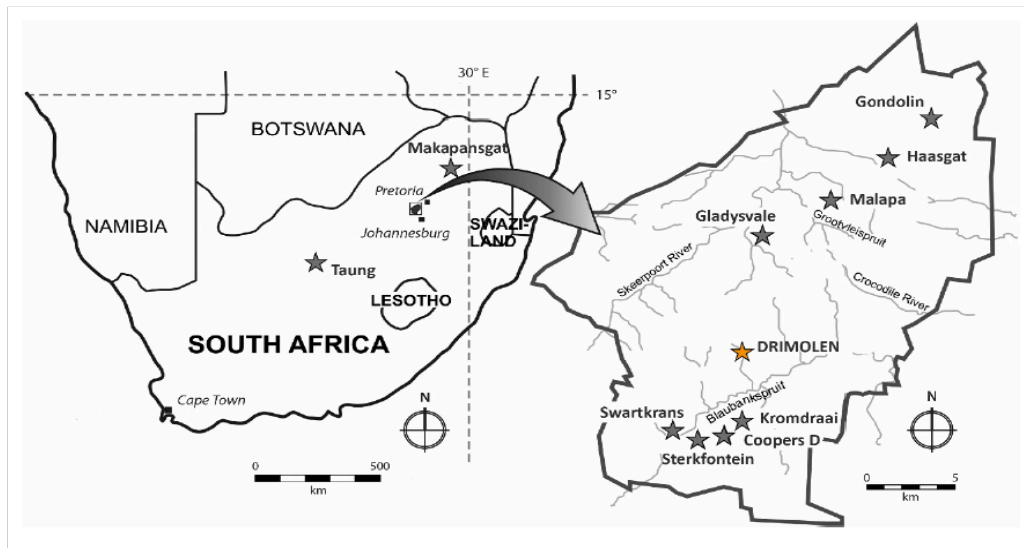 30° E
15°
BOTSWANA
Makapansgat
Pretoria
NAMIBIA
Johannesburg
SWAZI-
LAND
Taung
LESOTHO
SOUTH AFRICA
Cape Town
N
0 500
km
Gondolin
Haasgat
Malapa
Gladysvale
Grootvleispruit
Skeerpoort River
Crocodile River
DRIMOLEN
Blaubankspruit
Swartkrans
Kromdraai
Coopers D
Sterkfontein
N
0 5
km